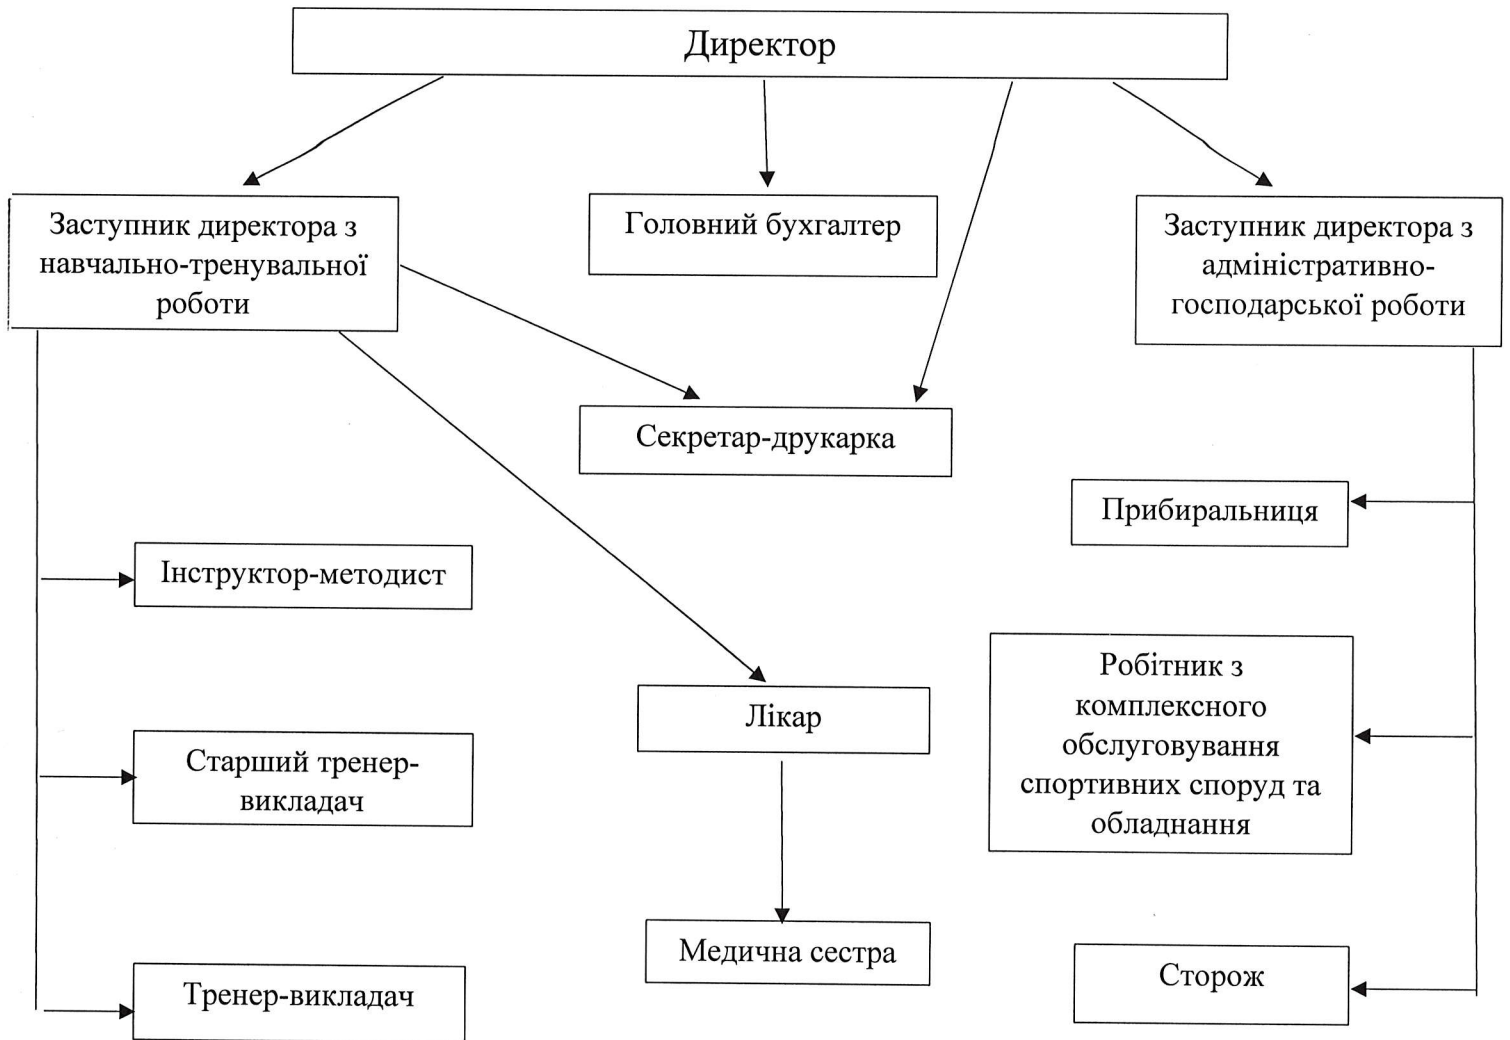 Директор
Заступник директора з
навчально-тренувальної
роботи
Головний бухгалтер
Заступник директора з
адміністративно-
господарської роботи
Секретар-друкарка
Прибиральниця
Інструктор-методист
Робітник з
комплексного
обслуговування
спортивних споруд та
обладнання
Лікар
Старший тренер-
викладач
Медична сестра
Сторож
Тренер-викладач